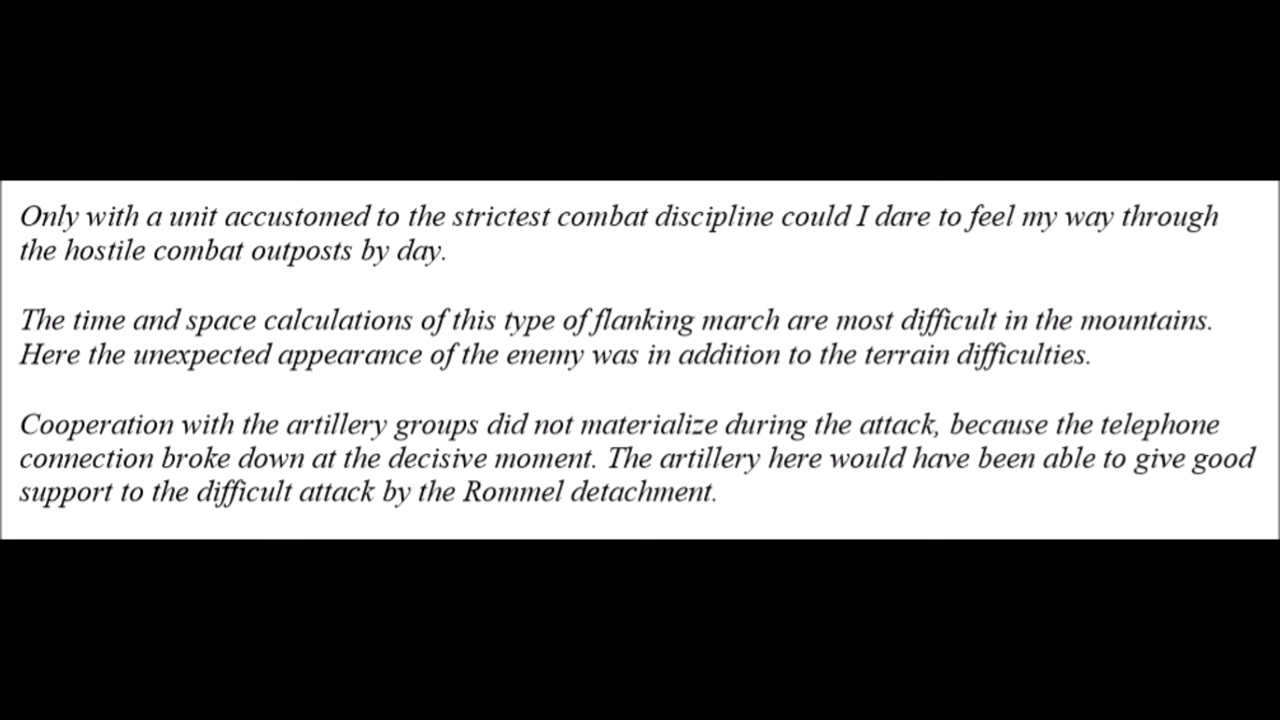 Only with a unit accustomed to the strictest combat discipline could I dare to feel my way through
the hostile combat outposts by day.
The time and space calculations of this type of flanking march are most difficult in the mountains.
Here the unexpected appearance of the enemy was in addition to the terrain difficulties.
Cooperation with the artillery groups did not materialize during the attack, because the telephone
connection broke down at the decisive moment. The artillery here would have been able to give good
support to the difficult attack by the Rommel detachment.